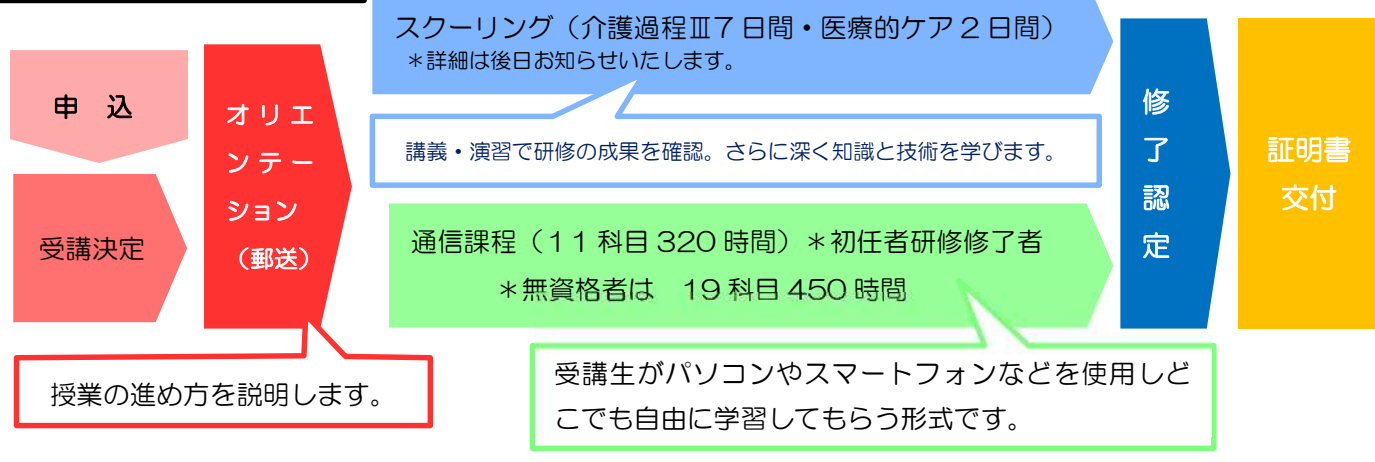 申　込
受講決定
オリエ
ンテー
ション
（郵送）
授業の進め方を説明します。
スクーリング（介護過程Ⅲ７日間・医療的ケア２日間）
＊詳細は後日お知らせいたします。
講義・演習で研修の成果を確認。さらに深く知識と技術を学びます。
通信課程（１１科目320時間）＊初任者研修修了者
＊無資格者は　19科目450時間
受講生がパソコンやスマートフォンなどを使用しど
こでも自由に学習してもらう形式です。
修
了
認
定
証明書
交付